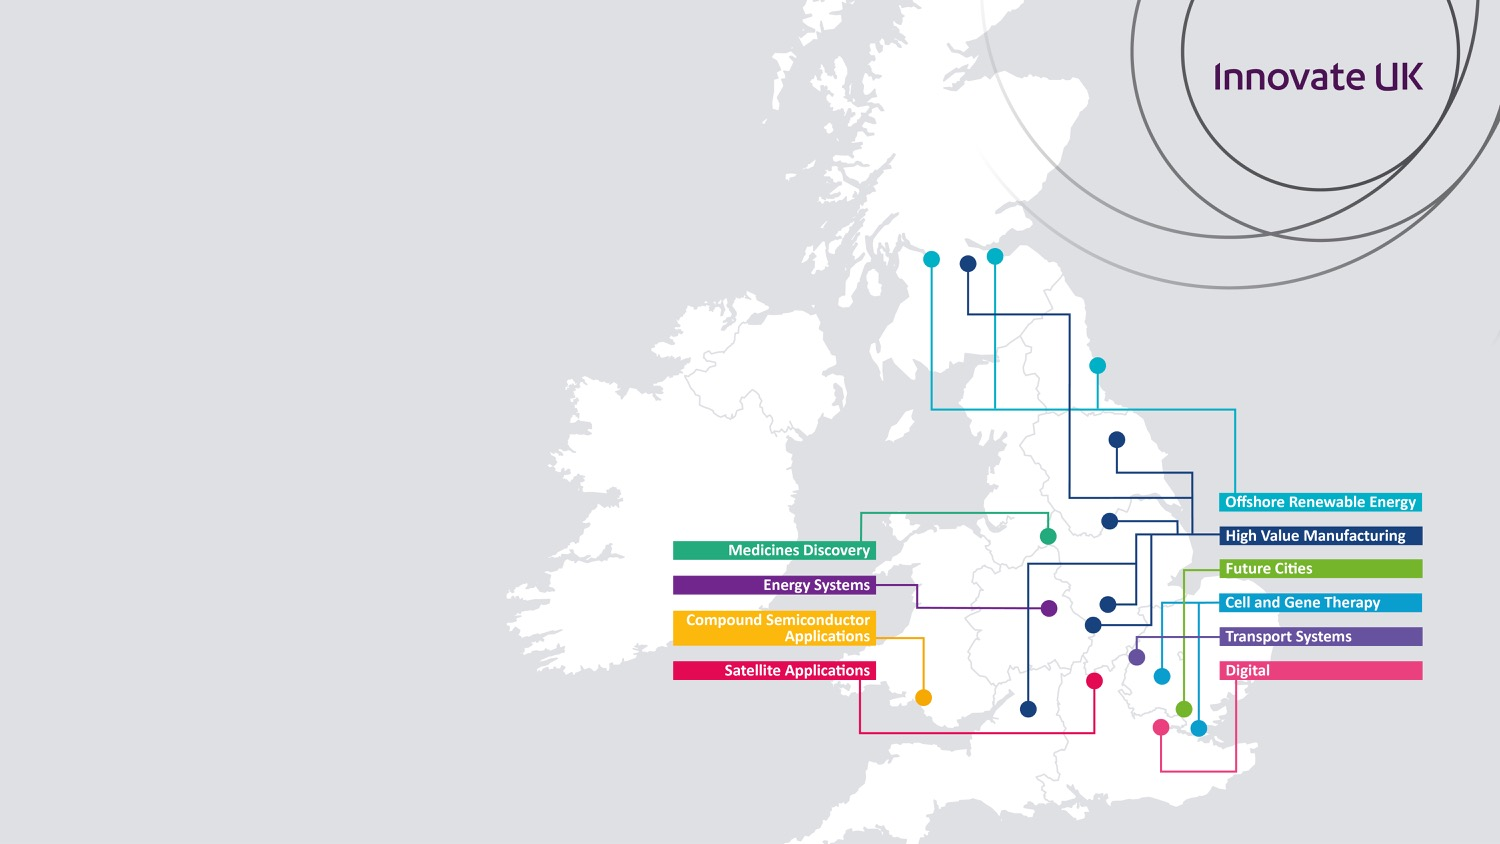 Innovate UK
Offshore Renewable Energy
High Value Manufacturing
Future Cities
Cell and Gene Therapy
Transport Systems
Digital
Medicines Discovery
Energy Systems
Compound Semiconductor
Applications
Satellite Applications